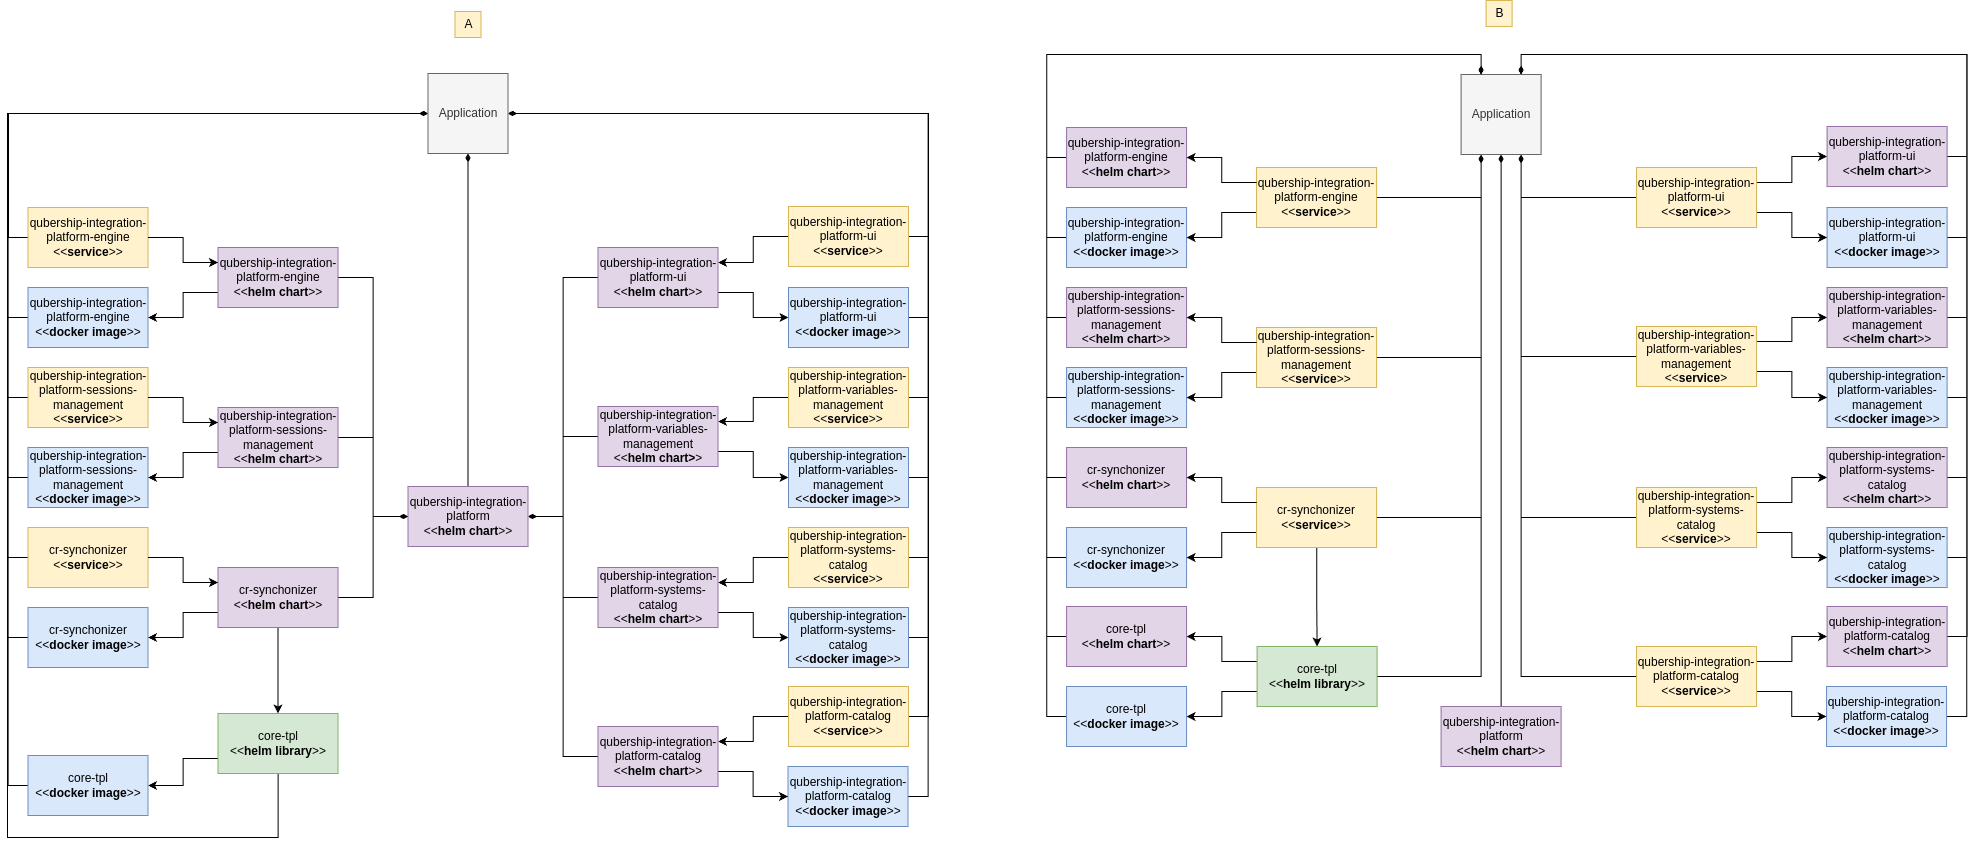 A
Application
qubership-integration-
platform-engine
<<service>>
qubership-integration-
platform-engine
<<helm chart>>
qubership-integration-
platform-engine
<<docker image>>
qubership-integration-
platform-sessions-
management
<<service>>
qubership-integration-
platform-sessions-
management
<<helm chart>>
qubership-integration-
platform-sessions-
management
<<docker image>>
cr-synchonizer
<<service>>
cr-synchonizer
<<helm chart>>
cr-synchonizer
<<docker image>>
core-tpl
<<helm library>>
core-tpl
<<docker image>>
qubership-integration-
platform
<<helm chart>>
qubership-integration-
platform-ui
<<service>>
qubership-integration-
platform-ui
<<helm chart>>
qubership-integration-
platform-ui
<<docker image>>
qubership-integration-
platform-variables-
management
<<service>>
qubership-integration-
platform-variables-
management
<<helm chart>>
qubership-integration-
platform-variables-
management
<<docker image>>
qubership-integration-
platform-systems-
catalog
<<service>>
qubership-integration-
platform-systems-
catalog
<<helm chart>>
qubership-integration-
platform-systems-
catalog
<<docker image>>
qubership-integration-
platform-catalog
<<service>>
qubership-integration-
platform-catalog
<<helm chart>>
qubership-integration-
platform-catalog
<<docker image>>
B
Application
qubership-integration-
platform-engine
<<helm chart>>
qubership-integration-
platform-engine
<<service>>
qubership-integration-
platform-engine
<<docker image>>
qubership-integration-
platform-sessions-
management
<<helm chart>>
qubership-integration-
platform-sessions-
management
<<service>>
qubership-integration-
platform-sessions-
management
<<docker image>>
cr-synchonizer
<<helm chart>>
cr-synchonizer
<<service>>
cr-synchonizer
<<docker image>>
core-tpl
<<helm chart>>
core-tpl
<<helm library>>
core-tpl
<<docker image>>
qubership-integration-
platform
<<helm chart>>
qubership-integration-
platform-ui
<<service>>
qubership-integration-
platform-ui
<<helm chart>>
qubership-integration-
platform-ui
<<docker image>>
qubership-integration-
platform-variables-
management
<<service>
qubership-integration-
platform-variables-
management
<<helm chart>>
qubership-integration-
platform-variables-
management
<<docker image>>
qubership-integration-
platform-systems-
catalog
<<service>>
qubership-integration-
platform-systems-
catalog
<<helm chart>>
qubership-integration-
platform-systems-
catalog
<<docker image>>
qubership-integration-
platform-catalog
<<service>>
qubership-integration-
platform-catalog
<<helm chart>>
qubership-integration-
platform-catalog
<<docker image>>